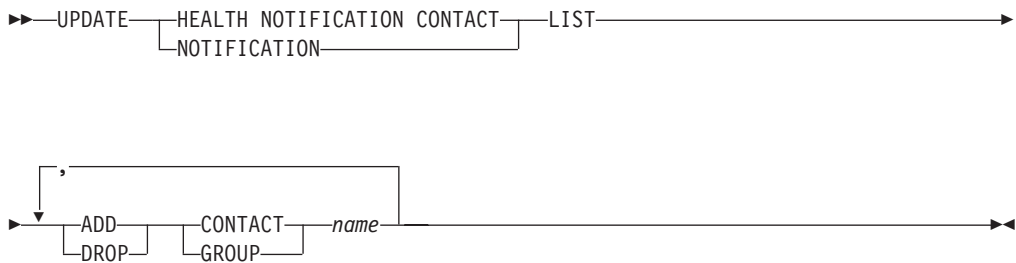 UPDATE HEALTH NOTIFICATION CONTACT LIST
NOTIFICATION
,
ADD CONTACT name
DROP GROUP